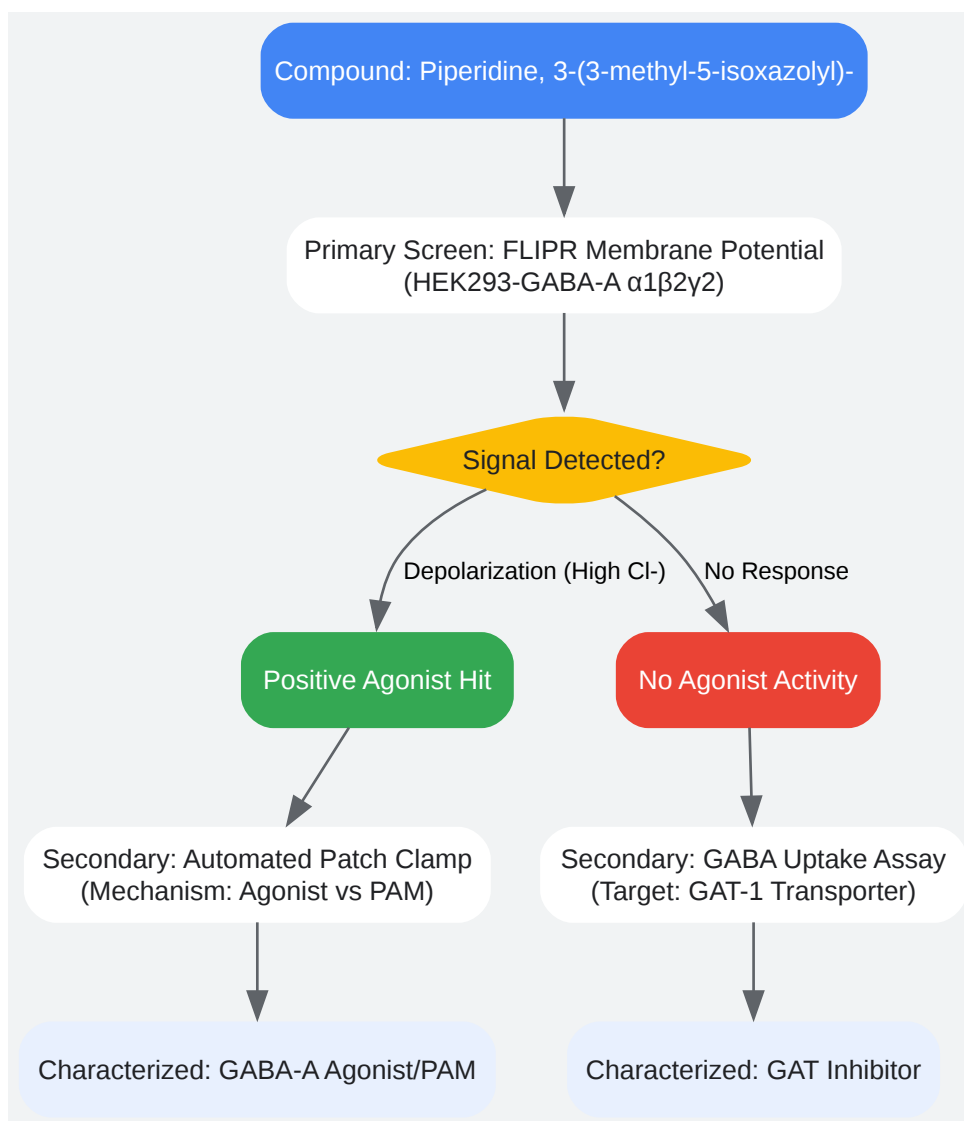 Compound: Piperidine, 3-(3-methyl-5-isoxazolyl)-
Primary Screen: FLIPR Membrane Potential
(HEK293-GABA-A α1β2γ2)
Signal Detected?
Depolarization (High Cl-)
No Response
Positive Agonist Hit
No Agonist Activity
Secondary: Automated Patch Clamp
(Mechanism: Agonist vs PAM)
Secondary: GABA Uptake Assay
(Target: GAT-1 Transporter)
Characterized: GABA-A Agonist/PAM
Characterized: GAT Inhibitor